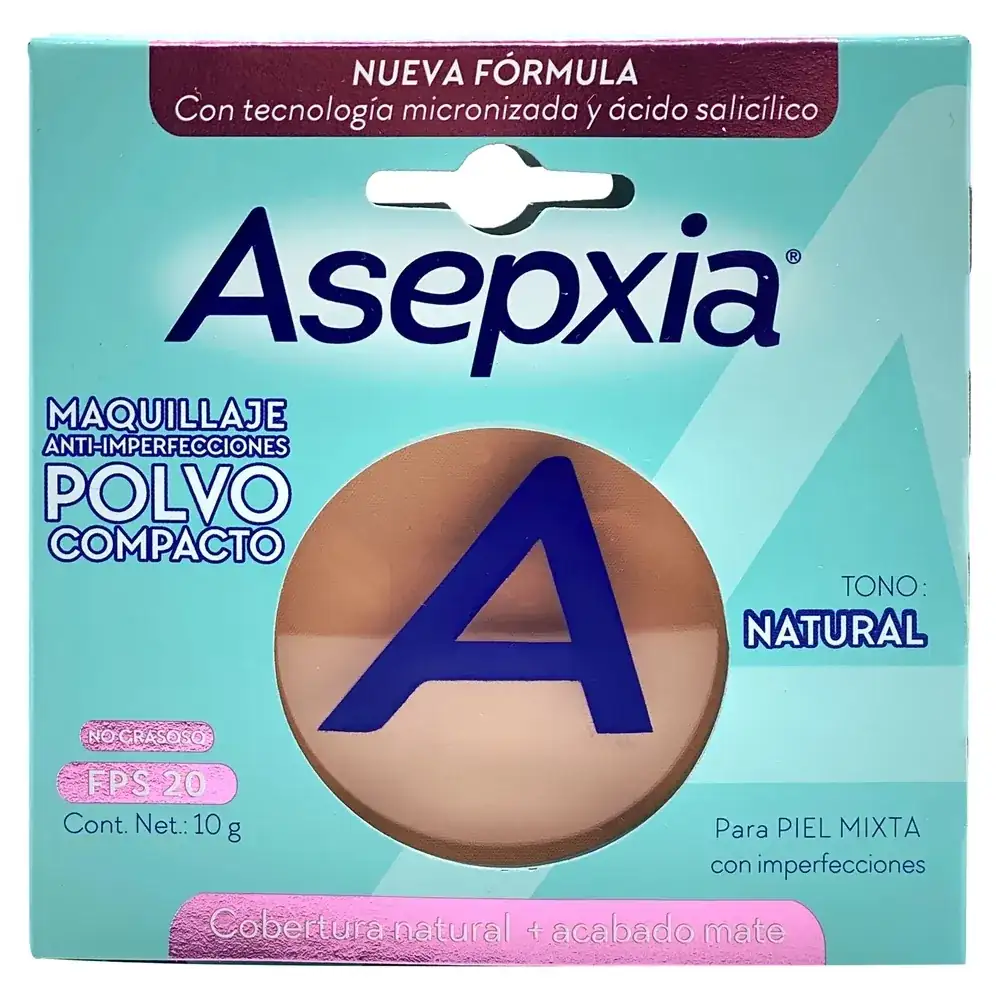 NUEVA FÓRMULA
Con tecnología micronizada y ácido salicílico
Asepxia®
MAQUILLAJE
ANTI-IMPERFECCIONES
POLVO
COMPACTO
A
TONO:
NATURAL
NO GRASOSO
FPS 20
Cont. Net.: 10 g
Para PIEL MIXTA
con imperfecciones
Cobertura natural + acabado mate